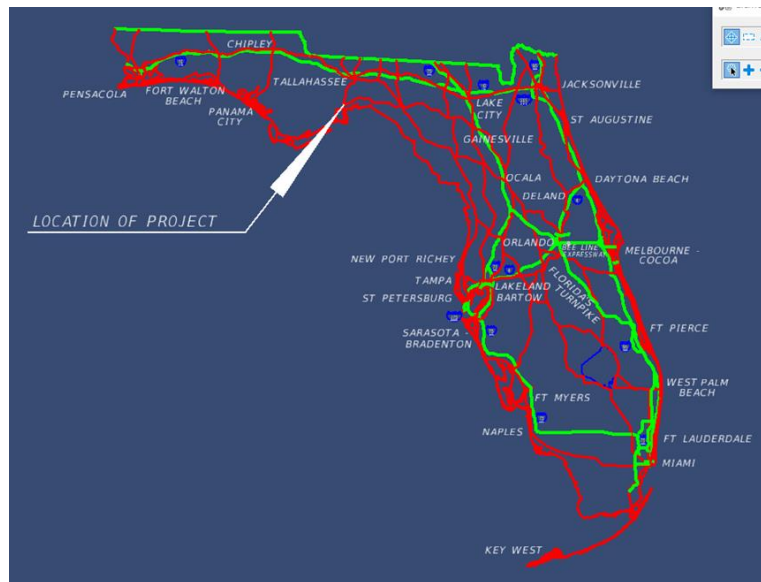 CHIPLEY
PENSACOLA
FORT WALTON
BEACH
TALLAHASSEE
PANAMA
CITY
JACKSONVILLE
LAKE
CITY
ST AUGUSTINE
GAINESVILLE
OCALA
DELAND
DAYTONA BEACH
LOCATION OF PROJECT
ORLANDO
BEE LINE
EXPRESSWAY
MELBOURNE -
COCOA
NEW PORT RICHEY
TAMPA
LAKELAND
BARTOW
FLORIDA'S
TURNPIKE
ST PETERSBURG
SARASOTA -
BRADENTON
FT PIERCE
WEST PALM
BEACH
FT MYERS
NAPLES
FT LAUDERDALE
MIAMI
KEY WEST